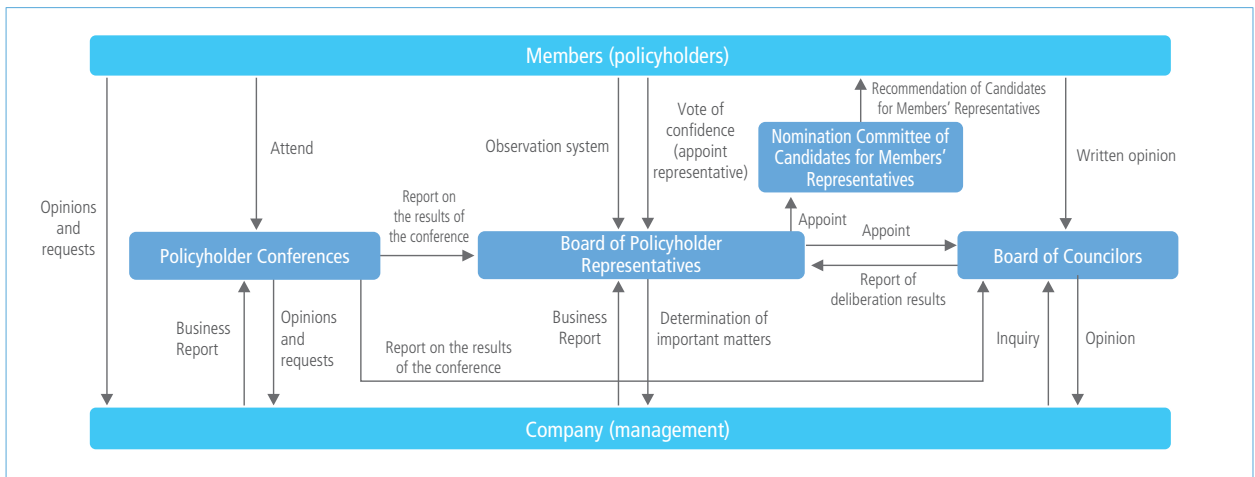 Members (policyholders)
Recommendation of Candidates
for Members' Representatives
Vote of
confidence
(appoint
representative)
Nomination Committee of
Candidates for Members'
Representatives
Attend
Observation system
Written opinion
Opinions
and
requests
Report on
the results of
the conference
Appoint
Appoint
Policyholder Conferences
Board of Policyholder
Representatives
Board of Councilors
Report of
deliberation results
Business
Report
Opinions
and
requests
Report on the results
of the conference
Business
Report
Determination of
important matters
Inquiry
Opinion
Company (management)